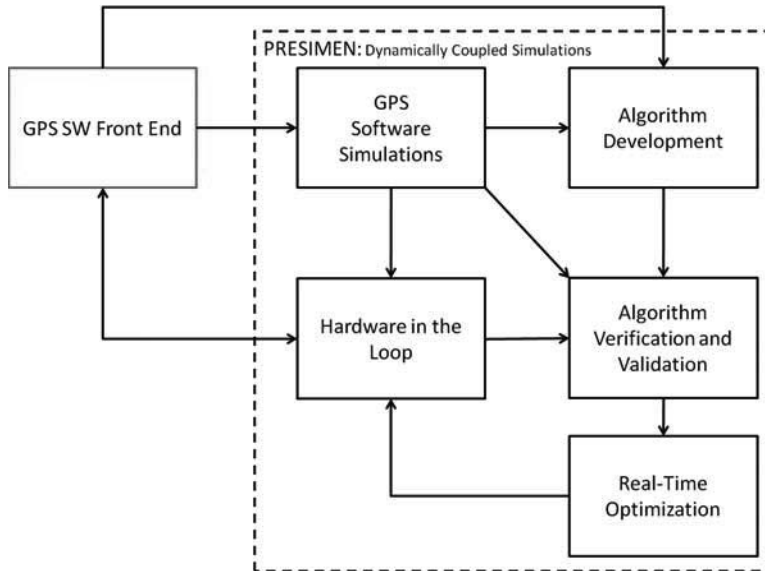 PRESIMEN: Dynamically Coupled Simulations
GPS SW Front End
GPS
Software
Simulations
Algorithm
Development
Hardware in the
Loop
Algorithm
Verification and
Validation
Real-Time
Optimization